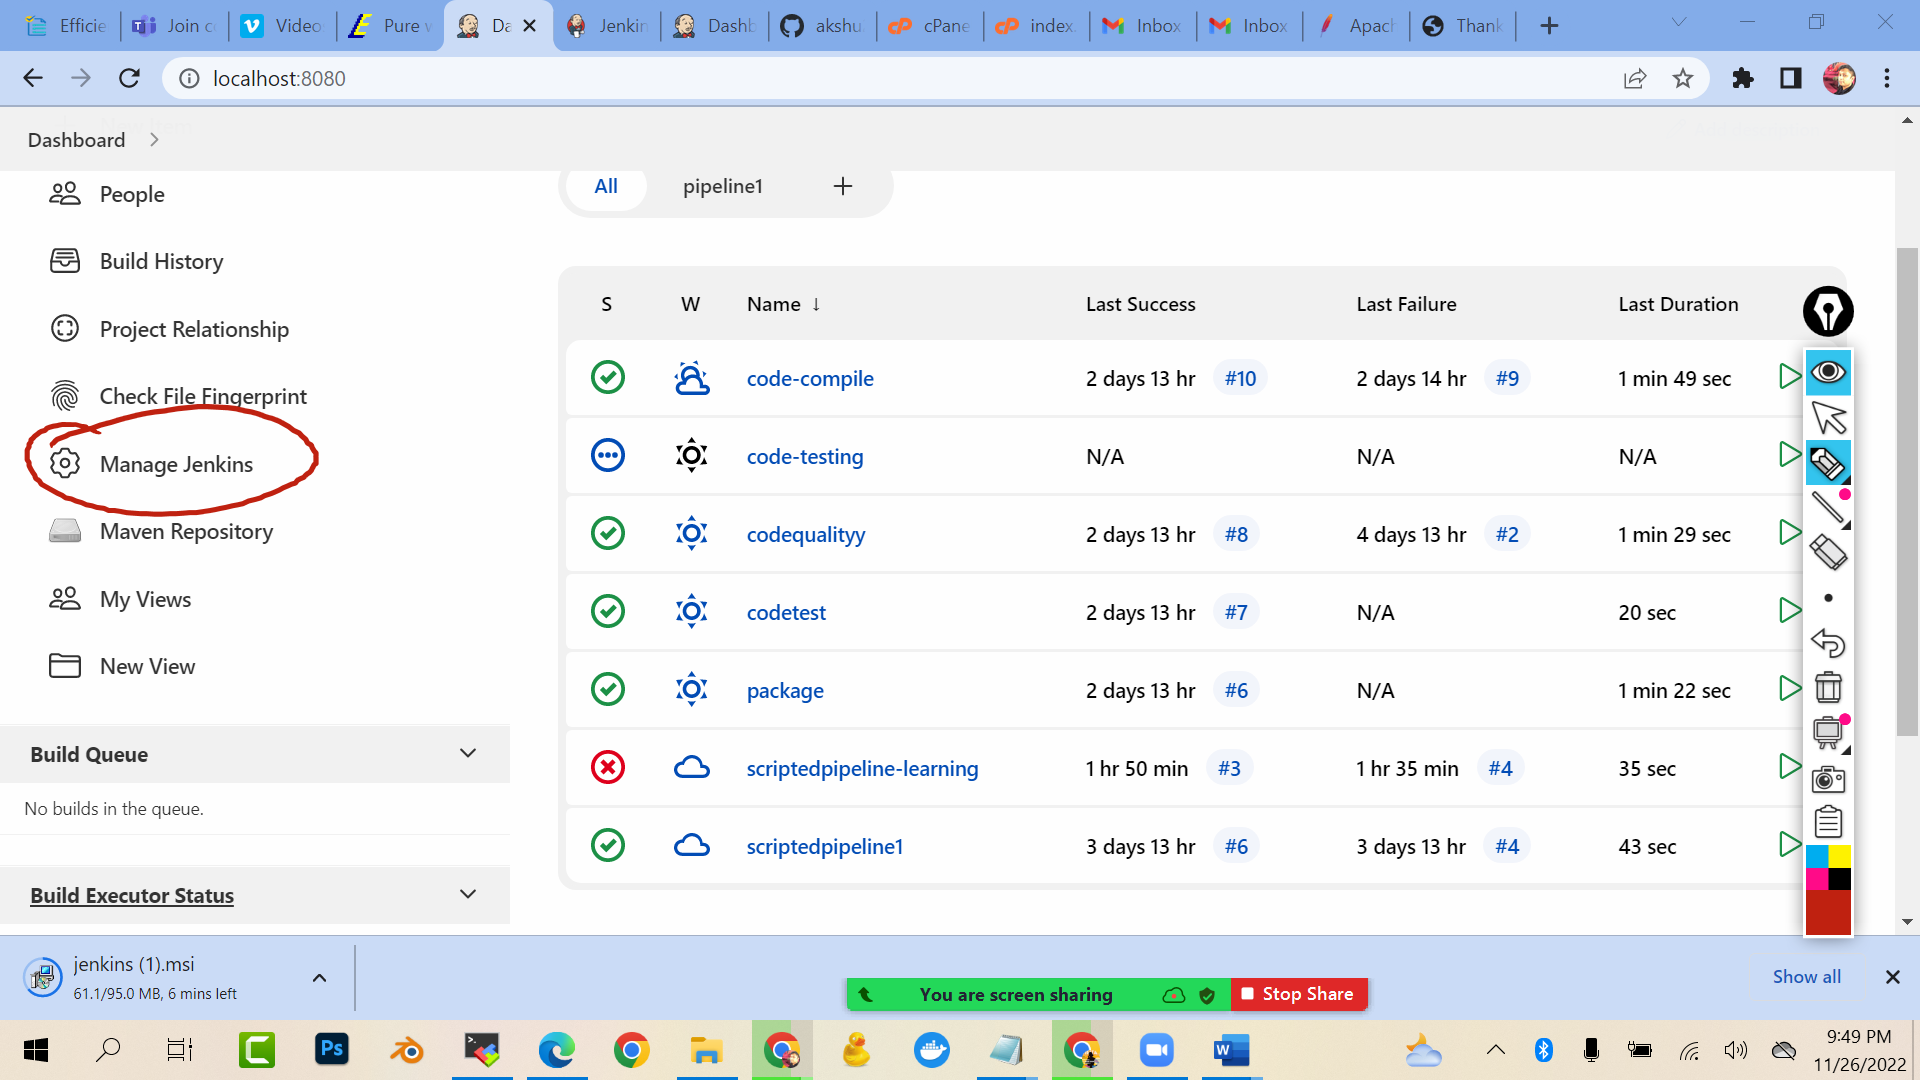 Efficie
Join co
Video
Pure w
Da
Jenkin
Dashb
akshu
cPane
index.
Inbox
Inbox
Apach
Thank
localhost:8080
Dashboard
People
Build History
Project Relationship
Check File Fingerprint
Manage Jenkins
Maven Repository
My Views
New View
Build Queue
No builds in the queue.
Build Executor Status
All pipeline1 +
S W Name ↓ Last Success Last Failure Last Duration
code-compile 2 days 13 hr #10 2 days 14 hr #9 1 min 49 sec
code-testing N/A N/A N/A
codequalityy 2 days 13 hr #8 4 days 13 hr #2 1 min 29 sec
codetest 2 days 13 hr #7 N/A 20 sec
package 2 days 13 hr #6 N/A 1 min 22 sec
scriptedpipeline-learning 1 hr 50 min #3 1 hr 35 min #4 35 sec
scriptedpipeline1 3 days 13 hr #6 3 days 13 hr #4 43 sec
jenkins (1).msi
61.1/95.0 MB, 6 mins left
You are screen sharing
Stop Share
Show all
Ps
W
9:49 PM
11/26/2022